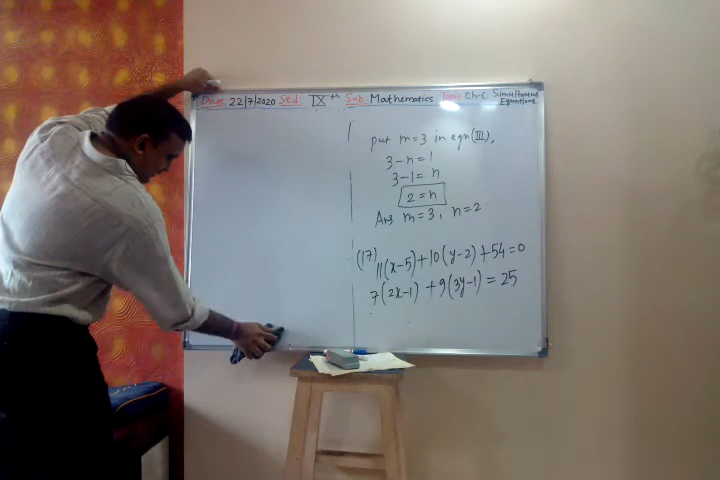 Date: 22/7/2020 Std: IXth Sub: Mathematics Topic Ch-6: Simultaneous Equations
put m=3 in eqn(III),
3-n=1
3-1=n
2=n
Ans m=3, n=2
(17) 11(x-5)+10(y-2)+54=0
7(2x-1)+9(3y-1)=25